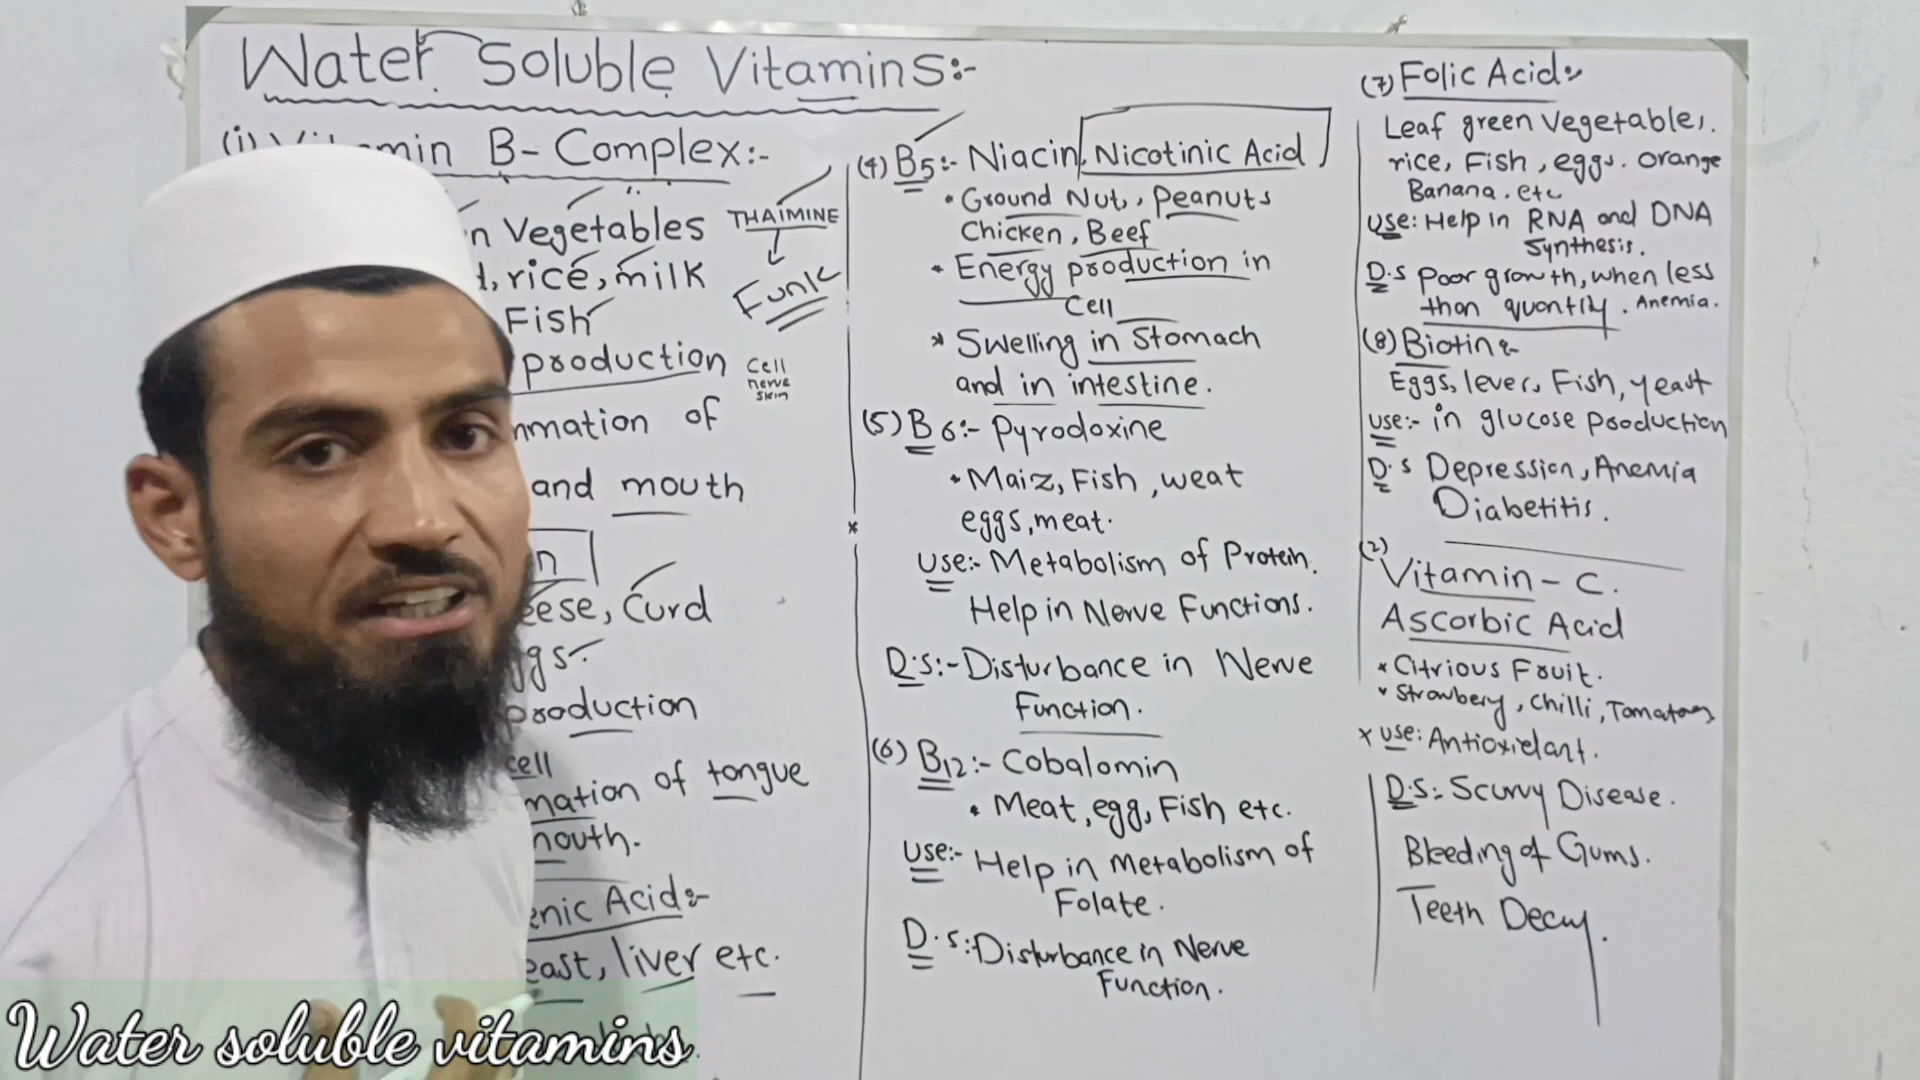 Water Soluble Vitamins:-
(i) Vitamin B-Complex:-
n Vegetables
rice, milk
Fish
production
THAIMINE
Funk
Cell
nerve
skin
mmation of
and mouth
n
eese, Curd
ggs
production
cell
mation of tongue
mouth.
enic Acid:-
east, liver etc.
(4) B5:- Niacin, Nicotinic Acid
• Ground Nut, Peanuts
Chicken, Beef
* Energy production in
Cell
* Swelling in Stomach
and in intestine.
(5) B6:- Pyrodoxine
• Maiz, Fish, weat
eggs, meat.
Use:- Metabolism of Protein.
Help in Nerve Functions.
D.S:- Disturbance in Nerve
Function.
(6) B12:- Cobalomin
• Meat, egg, Fish etc.
Use:- Help in Metabolism of
Folate.
D.S:- Disturbance in Nerve
Function.
(7) Folic Acid:-
Leaf green Vegetables.
rice, Fish, eggs. orange
Banana. etc
Use: Help in RNA and DNA
Synthesis.
D.S Poor growth, when less
than quontity. Anemia.
(8) Biotin:-
Eggs, lever, Fish, yeast
Use:- in glucose Production
D.S Depression, Anemia
Diabetitis.
(2)
Vitamin - C.
Ascorbic Acid
* Citrious Fruit.
* Strawbery, Chilli, Tomatoes
* Use: Antioxidant.
D.S: Scurvy Disease.
Bleeding of Gums.
Teeth Decay.
Water soluble vitamins